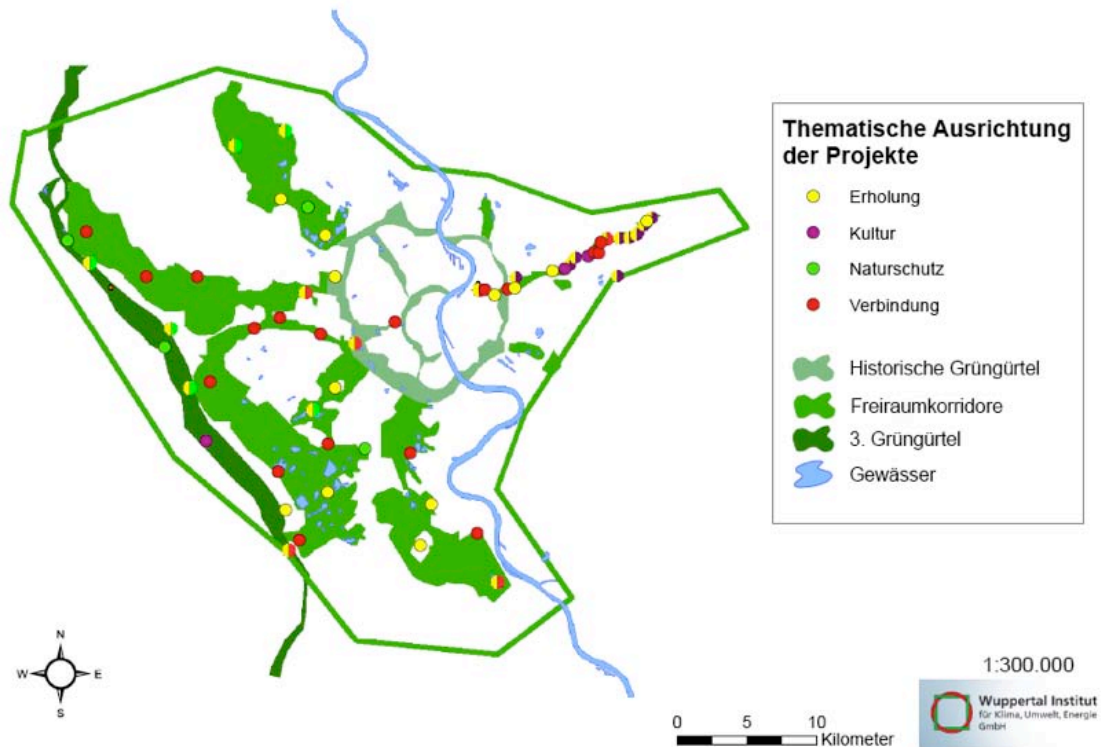 Thematische Ausrichtung
der Projekte
Erholung
Kultur
Naturschutz
Verbindung
Historische Grüngürtel
Freiraumkorridore
3. Grüngürtel
Gewässer
N
W E
S
1:300.000
0 5 10
Kilometer
Wuppertal Institut
für Klima, Umwelt, Energie
GmbH